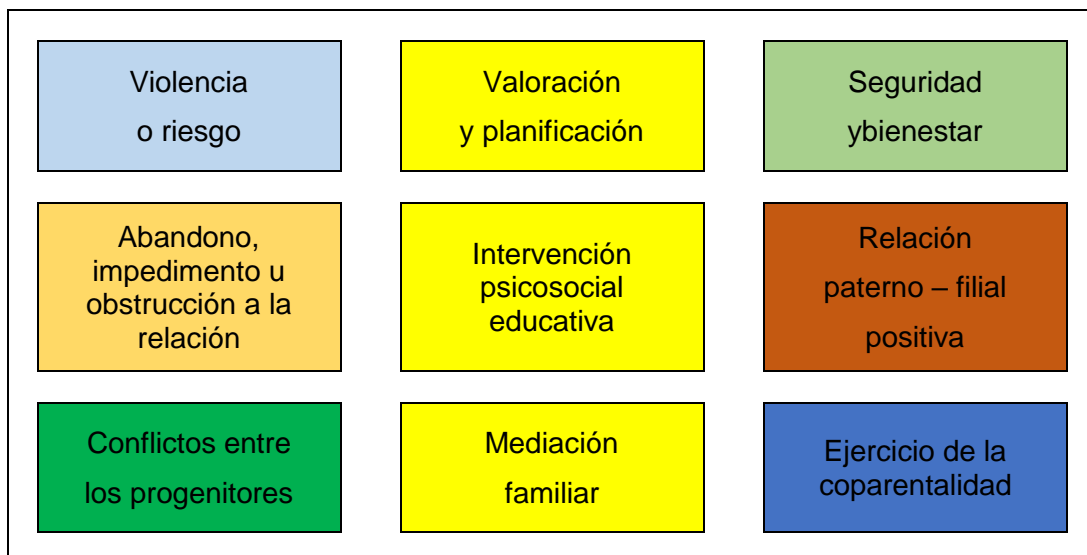 Violencia
o riesgo
Valoración
y planificación
Seguridad
ybienestar
Abandono,
impedimento u
obstrucción a la
relación
Intervención
psicosocial
educativa
Relación
paterno – filial
positiva
Conflictos entre
los progenitores
Mediación
familiar
Ejercicio de la
coparentalidad